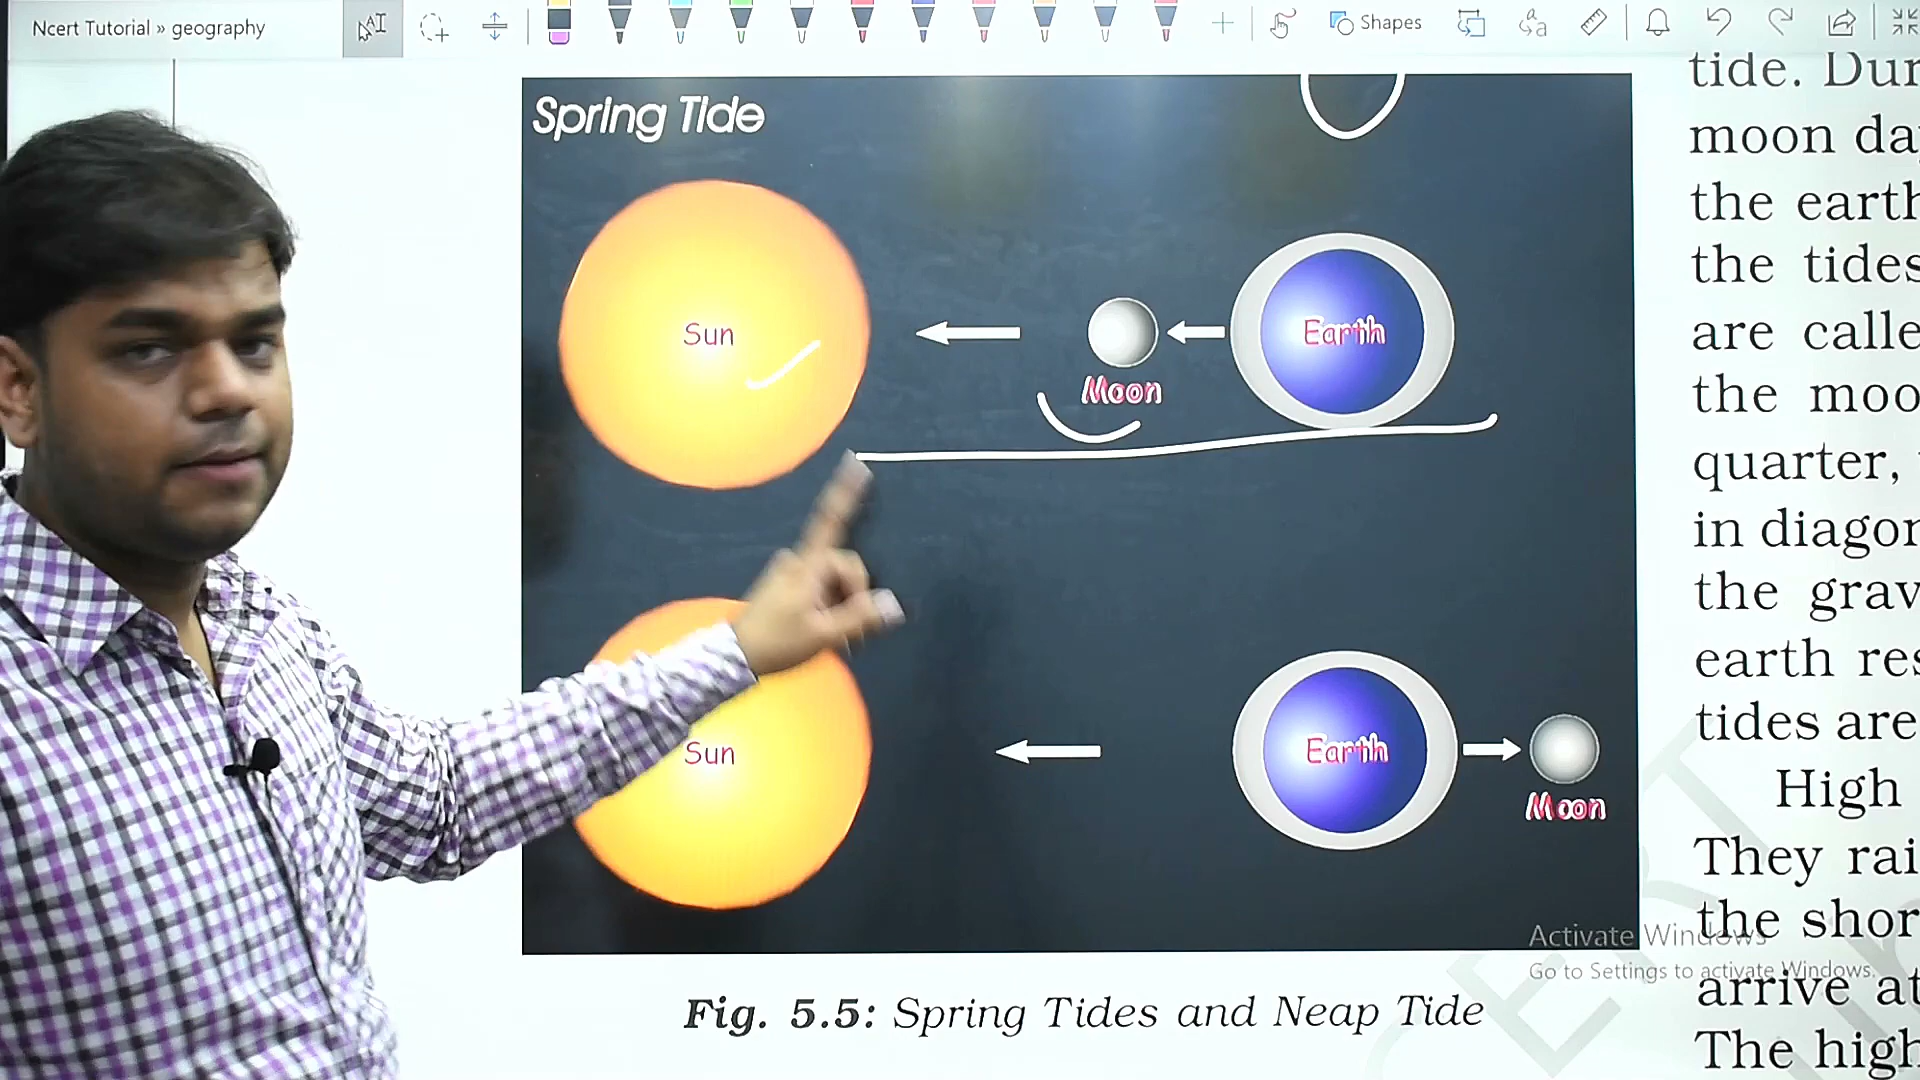 Ncert Tutorial » geography
Shapes
Spring Tide
Sun
Moon
Earth
Sun
Earth
Moon
Fig. 5.5: Spring Tides and Neap Tide
tide. Dur
moon da
the earth
the tides
are calle
the moo
quarter,
in diagon
the grav
earth res
tides are
High
They rai
the shor
arrive at
The high
Activate Windows
Go to Settings to activate Windows.